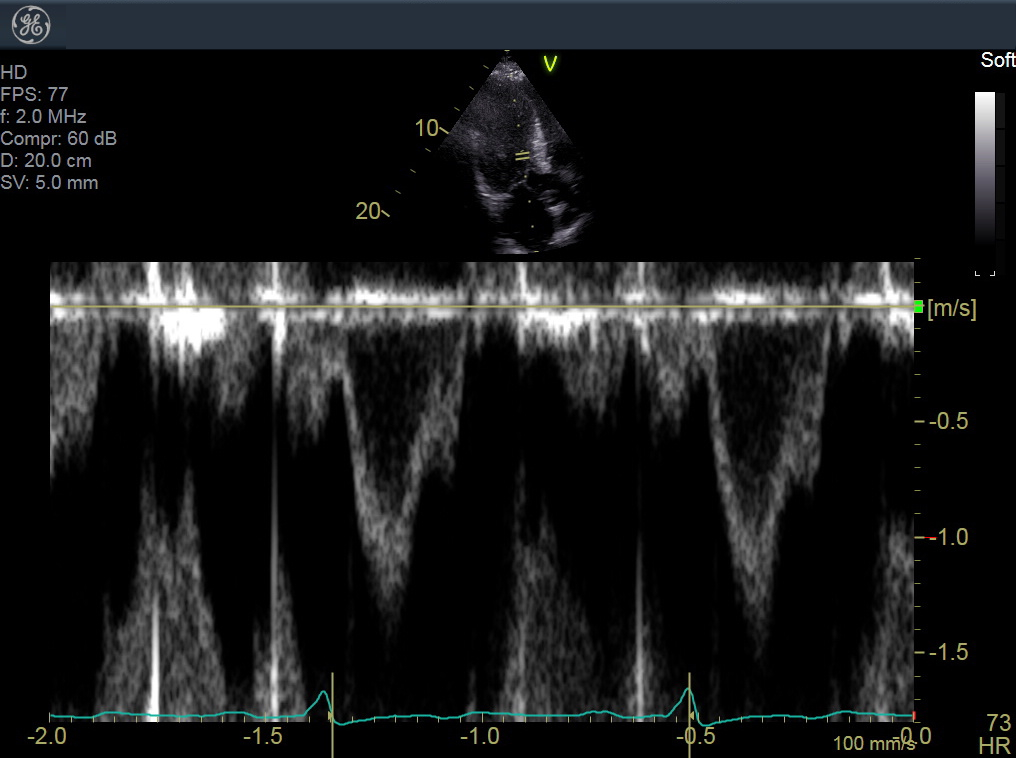 GE
HD
FPS: 77
f: 2.0 MHz
Compr: 60 dB
D: 20.0 cm
SV: 5.0 mm
V
Soft
10
20
[m/s]
-0.5
-1.0
-1.5
-2.0
-1.5
-1.0
-0.5
0.0
100 mm/s
73
HR